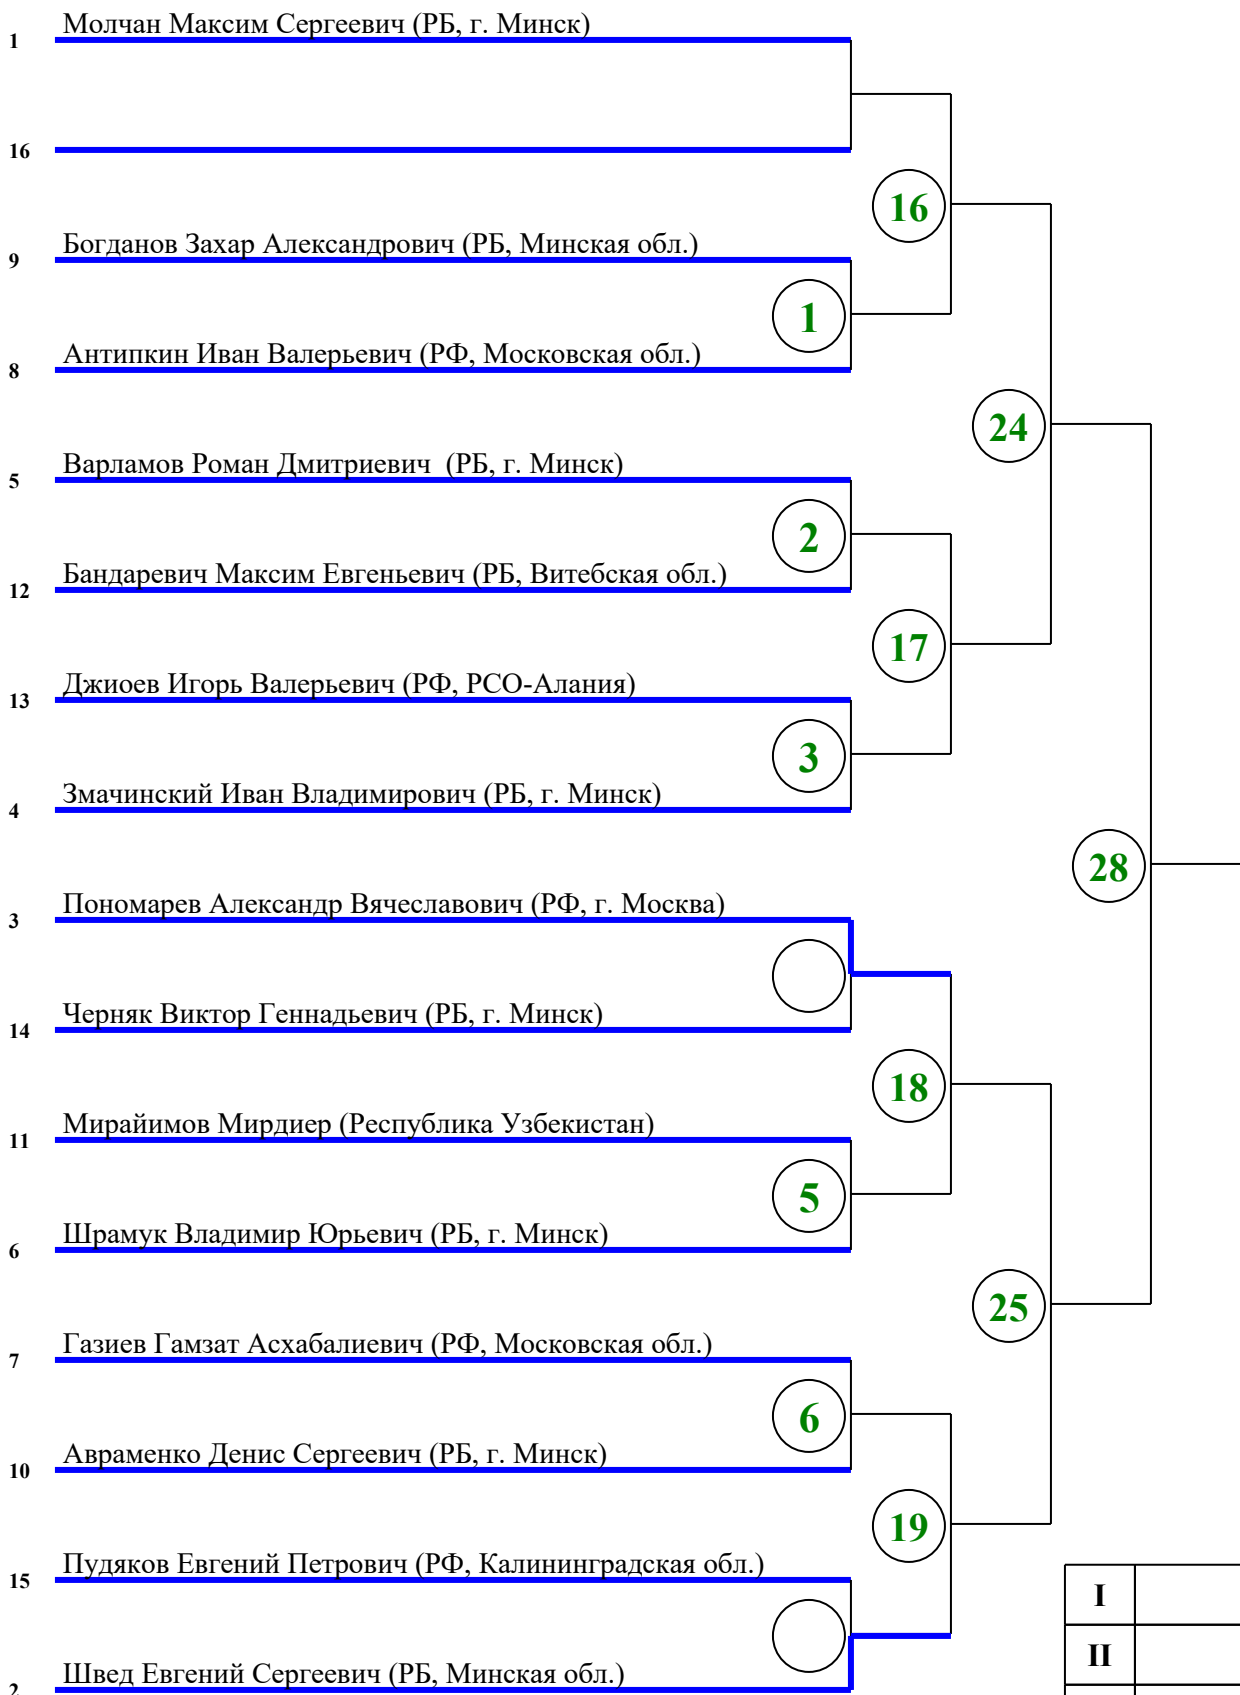 Молчан Максим Сергеевич (РБ, г. Минск)
1
16
16
Богданов Захар Александрович (РБ, Минская обл.)
9
1
Антипкин Иван Валерьевич (РФ, Московская обл.)
8
24
Варламов Роман Дмитриевич (РБ, г. Минск)
5
2
Бандаревич Максим Евгеньевич (РБ, Витебская обл.)
12
17
Джиоев Игорь Валерьевич (РФ, РСО-Алания)
13
3
Змачинский Иван Владимирович (РБ, г. Минск)
4
28
Пономарев Александр Вячеславович (РФ, г. Москва)
3
Черняк Виктор Геннадьевич (РБ, г. Минск)
14
18
Мирайимов Мирдиер (Республика Узбекистан)
11
5
Шрамук Владимир Юрьевич (РБ, г. Минск)
6
25
Газиев Гамзат Асхабалиевич (РФ, Московская обл.)
7
6
Авраменко Денис Сергеевич (РБ, г. Минск)
10
19
Пудяков Евгений Петрович (РФ, Калининградская обл.)
15
I
II
Швед Евгений Сергеевич (РБ, Минская обл.)
2